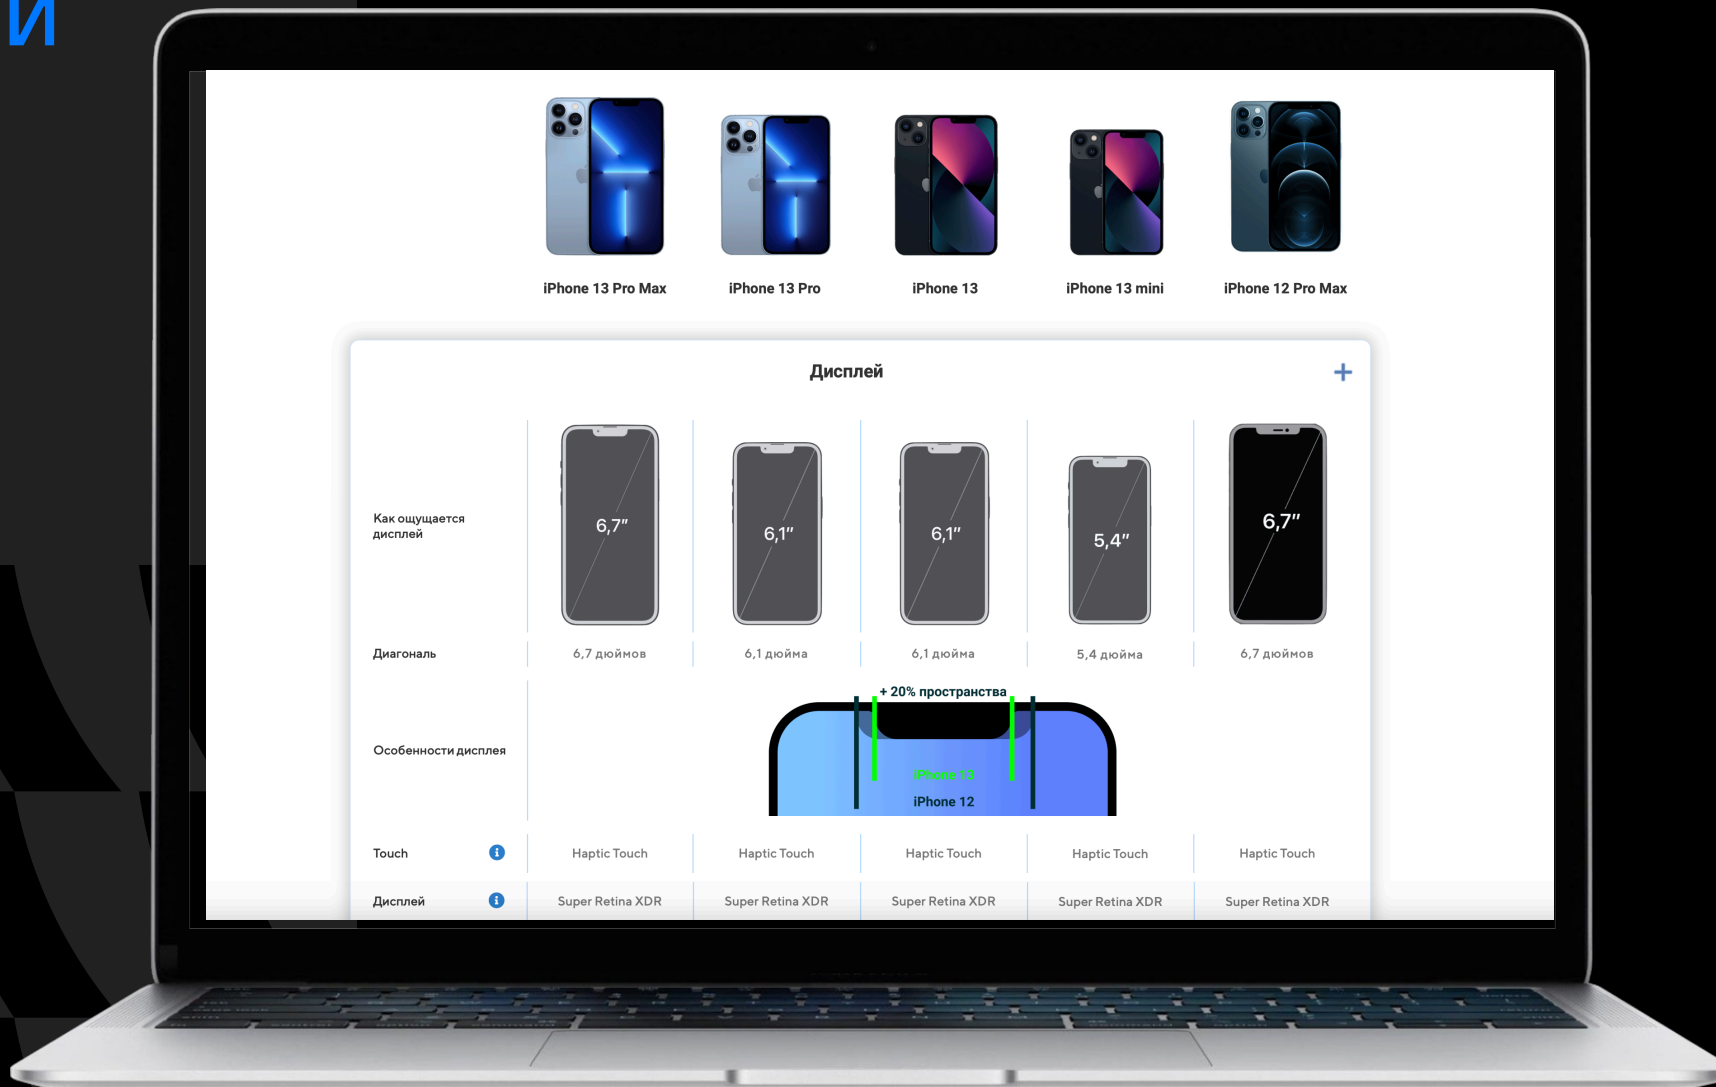 И
iPhone 13 Pro Max
iPhone 13 Pro
iPhone 13
iPhone 13 mini
iPhone 12 Pro Max
Дисплей
Как ощущается
дисплей
6,7″
6,1″
6,1″
5,4″
6,7″
Диагональ
6,7 дюймов
6,1 дюйма
6,1 дюйма
5,4 дюйма
6,7 дюймов
+ 20% пространства
Особенности дисплея
iPhone 13
iPhone 12
Touch
Haptic Touch
Haptic Touch
Haptic Touch
Haptic Touch
Haptic Touch
Дисплей
Super Retina XDR
Super Retina XDR
Super Retina XDR
Super Retina XDR
Super Retina XDR